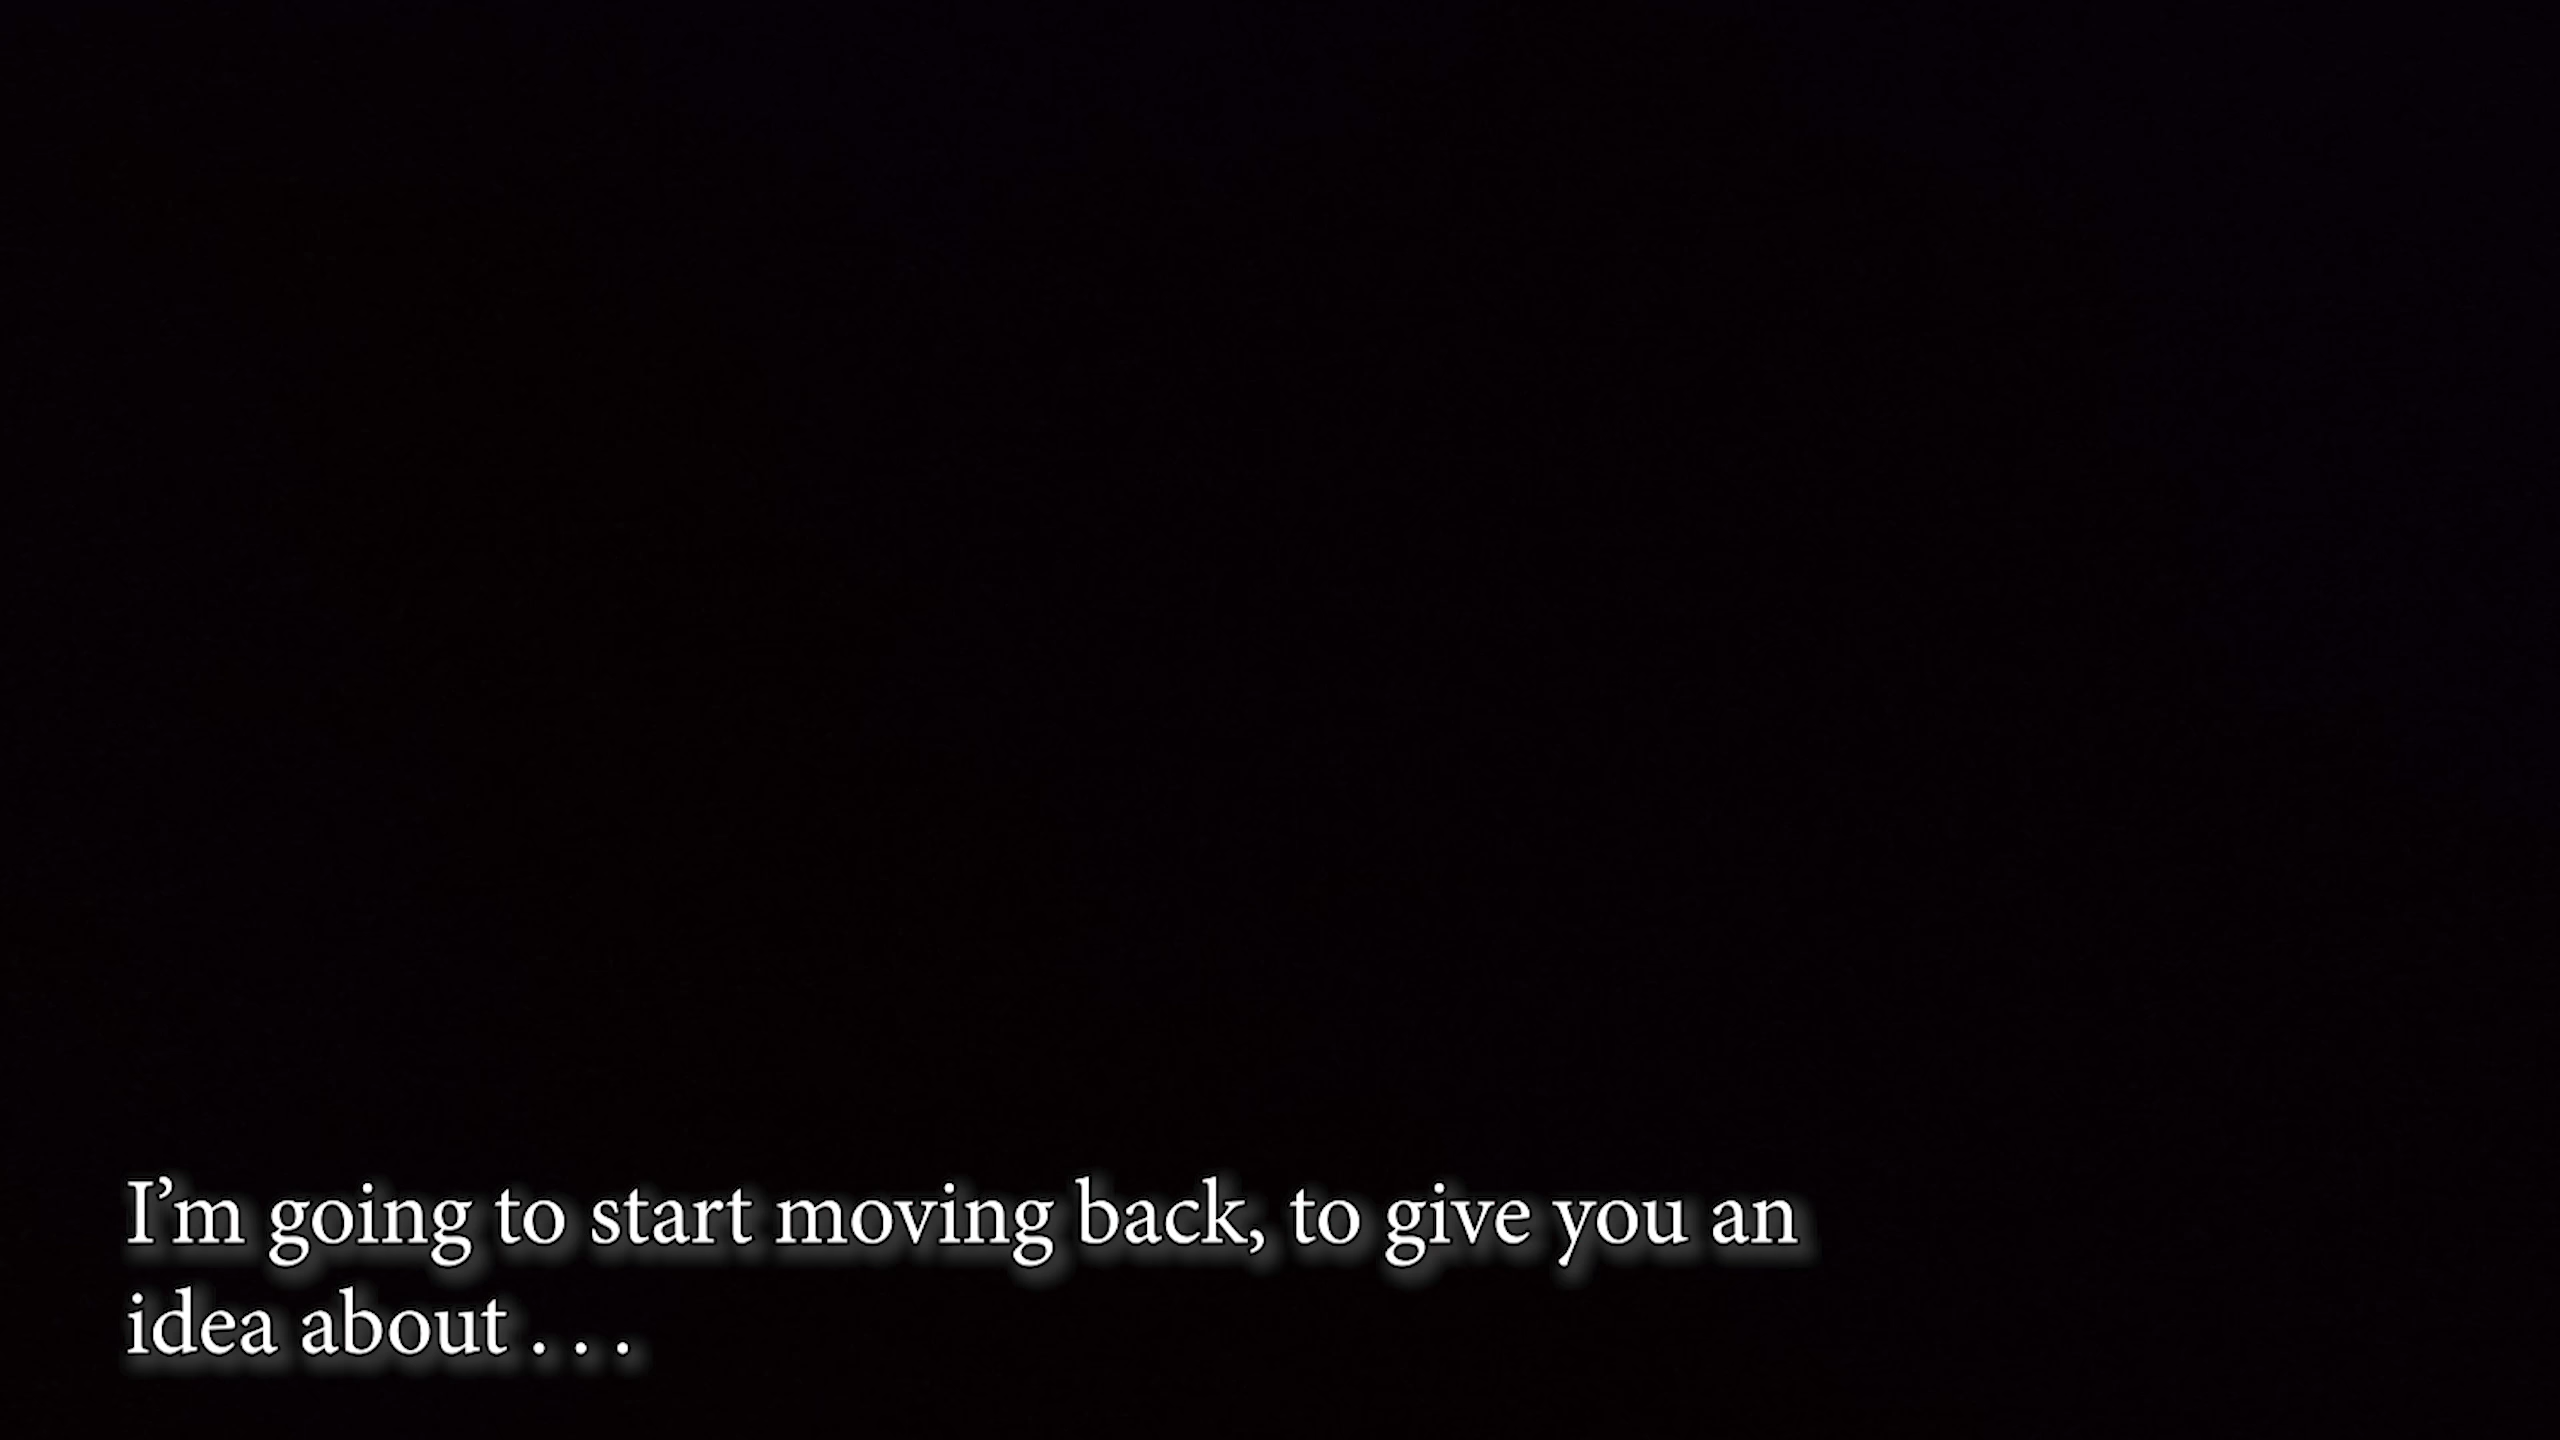 I’m going to start moving back, to give you an
idea about . . .